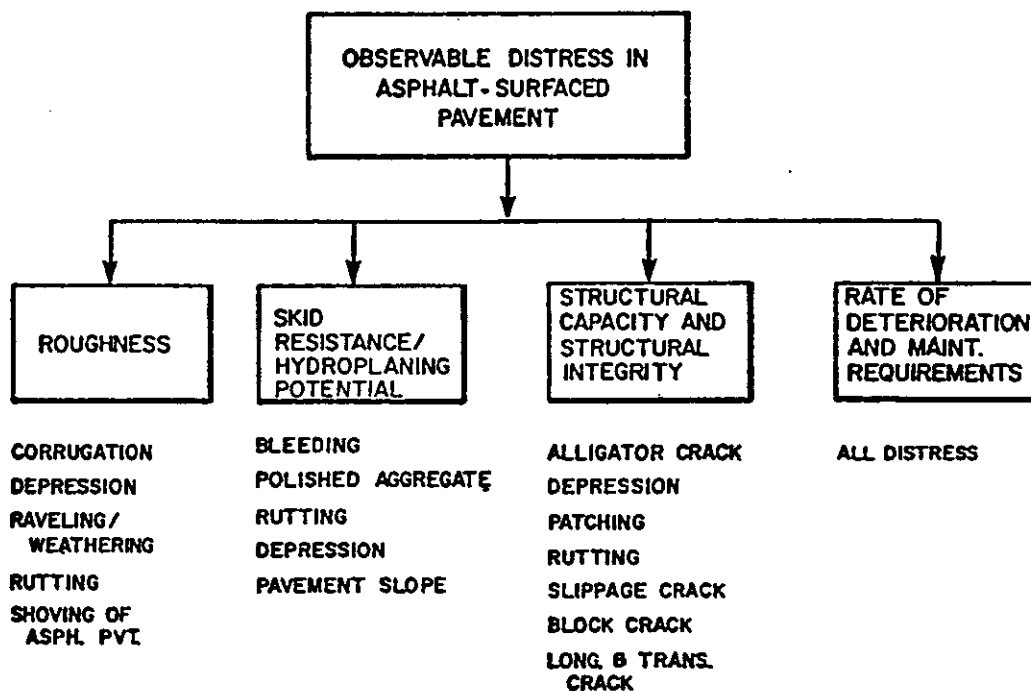 OBSERVABLE DISTRESS IN
ASPHALT-SURFACED
PAVEMENT
ROUGHNESS
SKID
RESISTANCE/
HYDROPLANING
POTENTIAL
STRUCTURAL
CAPACITY AND
STRUCTURAL
INTEGRITY
RATE OF
DETERIORATION
AND MAINT.
REQUIREMENTS
CORRUGATION
DEPRESSION
RAVELING/
WEATHERING
RUTTING
SHOVING OF
ASPH. PVT.
BLEEDING
POLISHED AGGREGATE
RUTTING
DEPRESSION
PAVEMENT SLOPE
ALLIGATOR CRACK
DEPRESSION
PATCHING
RUTTING
SLIPPAGE CRACK
BLOCK CRACK
LONG. & TRANS.
CRACK
ALL DISTRESS